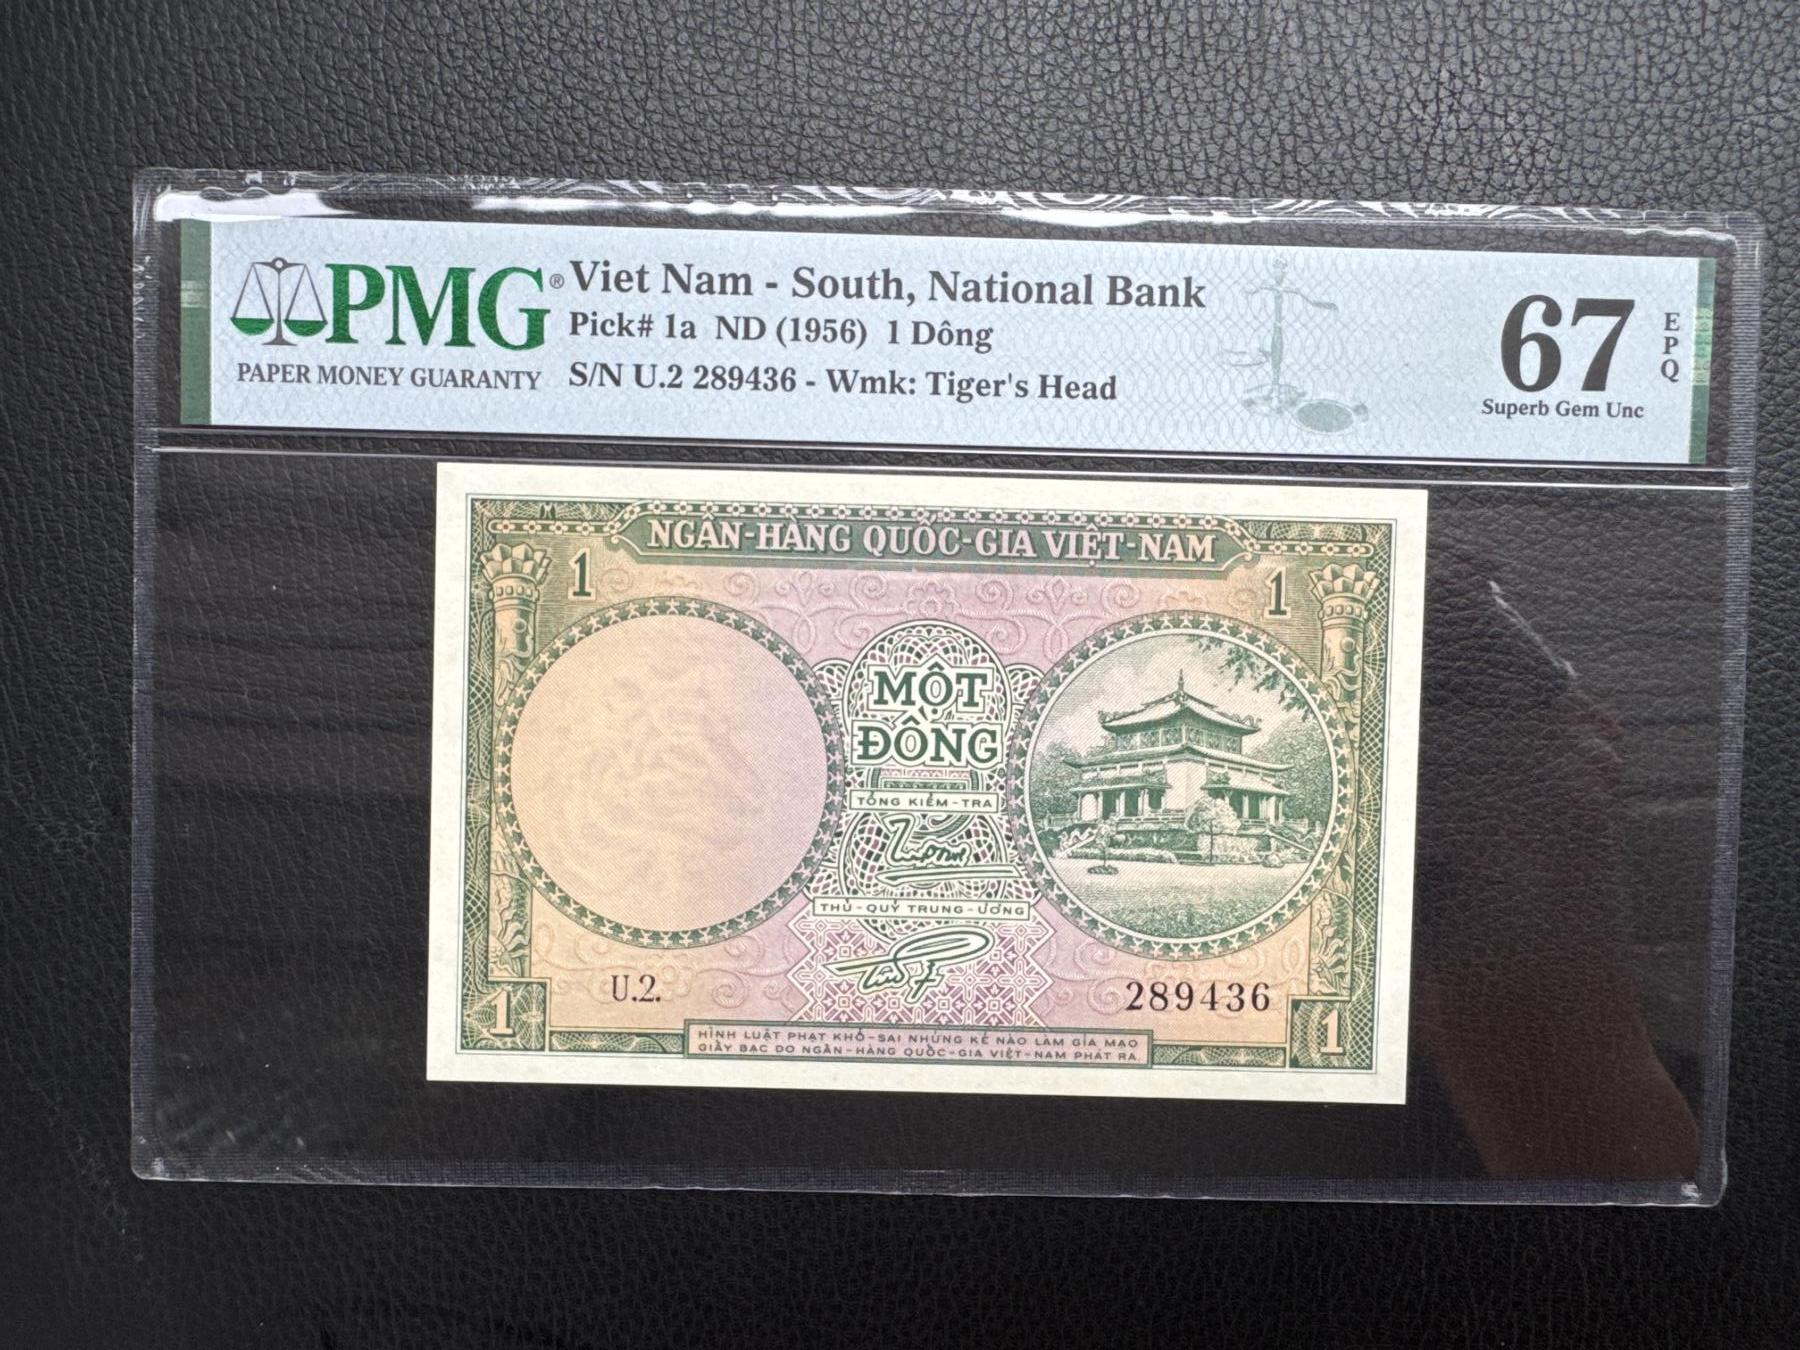 PMG®
PAPER MONEY GUARANTY
Viet Nam - South, National Bank
Pick# 1a ND (1956) 1 Dông
S/N U.2 289436 - Wmk: Tiger's Head
67
EPQ
Superb Gem Unc
NGÂN-HÀNG QUỐC-GIA VIỆT-NAM
1
1
MỘT
ĐỒNG
TỔNG KIỂM-TRA
THỦ-QUỸ TRUNG-ƯƠNG
U.2.
289436
1
1
HÌNH LUẬT PHẠT KHỔ-SAI NHỮNG KẺ NÀO LÀM GIẢ MẠO
GIẤY BẠC DO NGÂN-HÀNG QUỐC-GIA VIỆT-NAM PHÁT RA